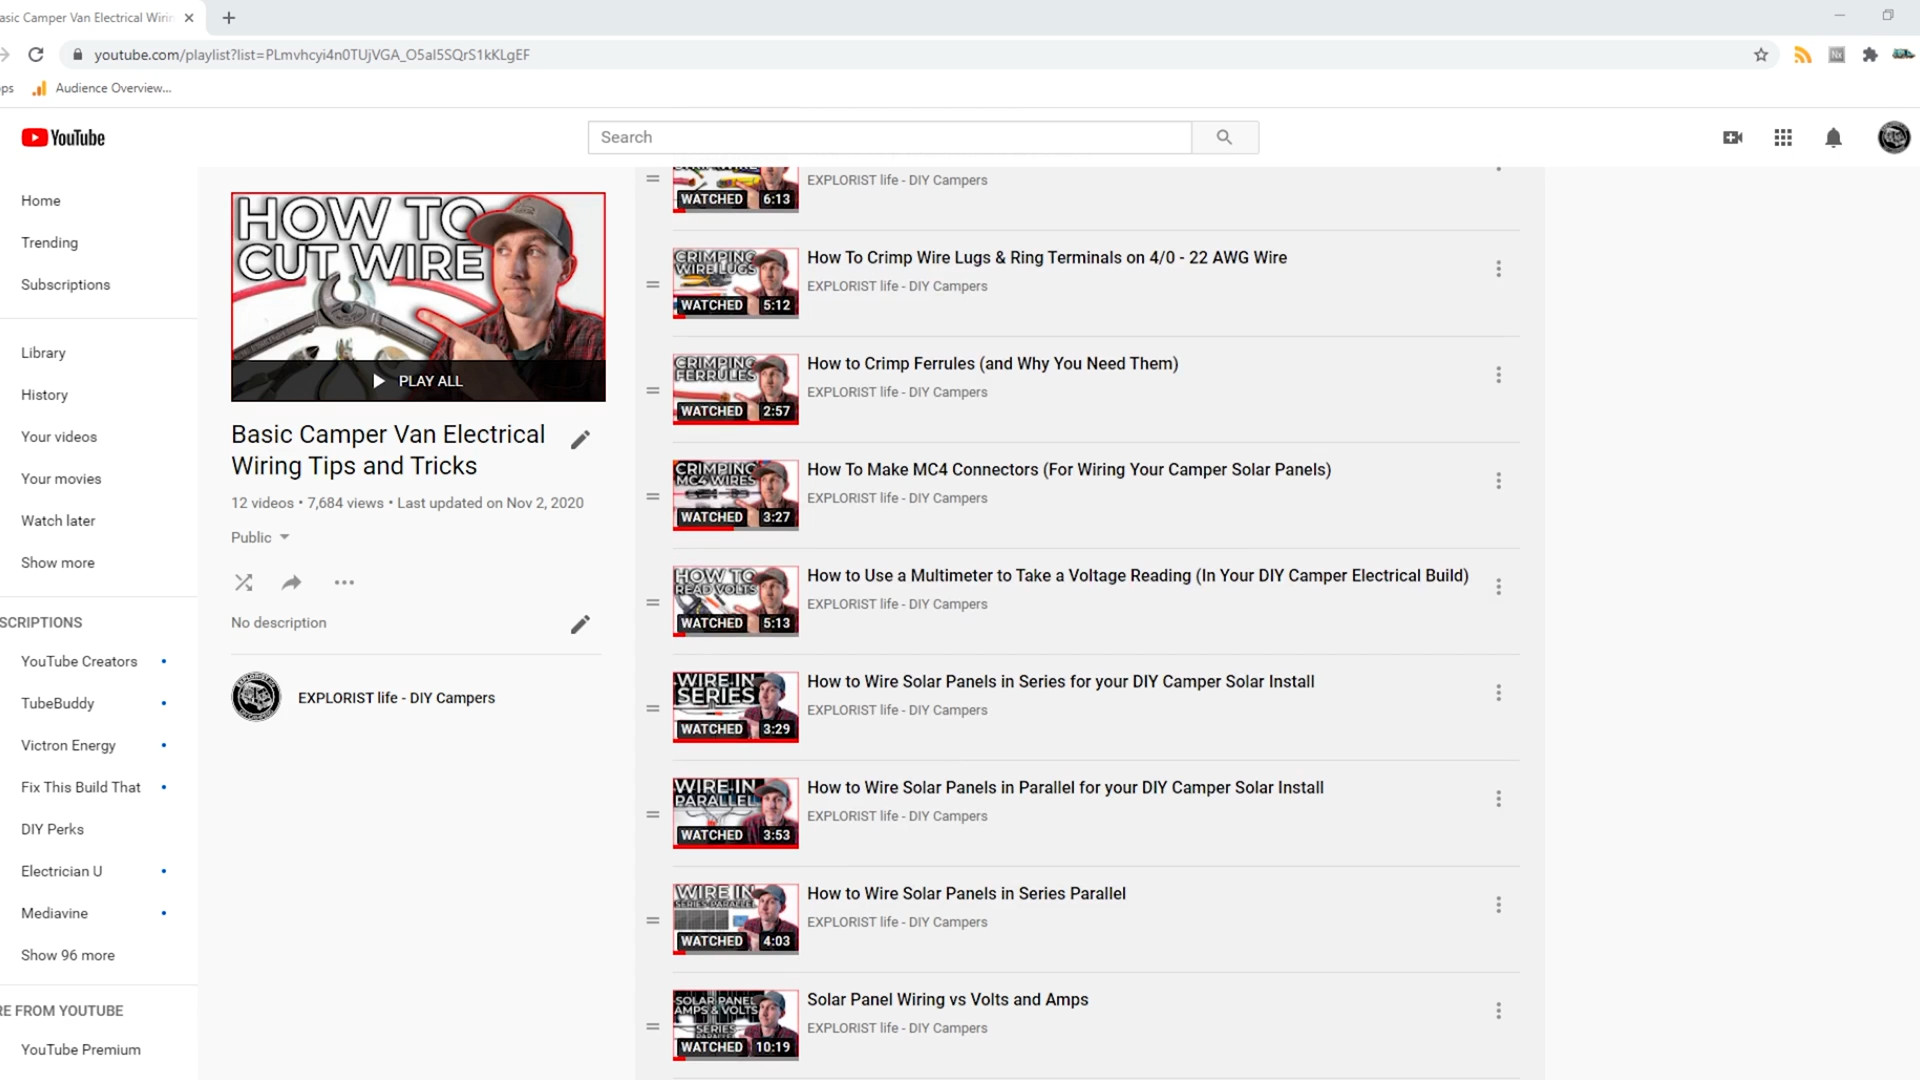 asic Camper Van Electrical Wirin
youtube.com/playlist?list=PLmvhcyi4n0TUjVGA_O5aI5SQrS1kKLgEF
ps
Audience Overview...
YouTube
Search
Home
Trending
Subscriptions
Library
History
Your videos
Your movies
Watch later
Show more
SCRIPTIONS
YouTube Creators
TubeBuddy
Victron Energy
Fix This Build That
DIY Perks
Electrician U
Mediavine
Show 96 more
RE FROM YOUTUBE
YouTube Premium
HOW TO
CUT WIRE
PLAY ALL
Basic Camper Van Electrical
Wiring Tips and Tricks
12 videos • 7,684 views • Last updated on Nov 2, 2020
Public
No description
EXPLORIST life - DIY Campers
WATCHED 6:13
EXPLORIST life - DIY Campers
CRIMPING
WIRE LUGS
WATCHED 5:12
How To Crimp Wire Lugs & Ring Terminals on 4/0 - 22 AWG Wire
EXPLORIST life - DIY Campers
CRIMPING
FERRULES
WATCHED 2:57
How to Crimp Ferrules (and Why You Need Them)
EXPLORIST life - DIY Campers
CRIMPING
MC4 WIRES
WATCHED 3:27
How To Make MC4 Connectors (For Wiring Your Camper Solar Panels)
EXPLORIST life - DIY Campers
HOW TO
READ VOLTS
WATCHED 5:13
How to Use a Multimeter to Take a Voltage Reading (In Your DIY Camper Electrical Build)
EXPLORIST life - DIY Campers
WIRE IN
SERIES
WATCHED 3:29
How to Wire Solar Panels in Series for your DIY Camper Solar Install
EXPLORIST life - DIY Campers
WIRE IN
PARALLEL
WATCHED 3:53
How to Wire Solar Panels in Parallel for your DIY Camper Solar Install
EXPLORIST life - DIY Campers
WIRE IN
SERIES PARALLEL
WATCHED 4:03
How to Wire Solar Panels in Series Parallel
EXPLORIST life - DIY Campers
SOLAR PANEL
AMPS & VOLTS
SERIES
WATCHED 10:19
Solar Panel Wiring vs Volts and Amps
EXPLORIST life - DIY Campers